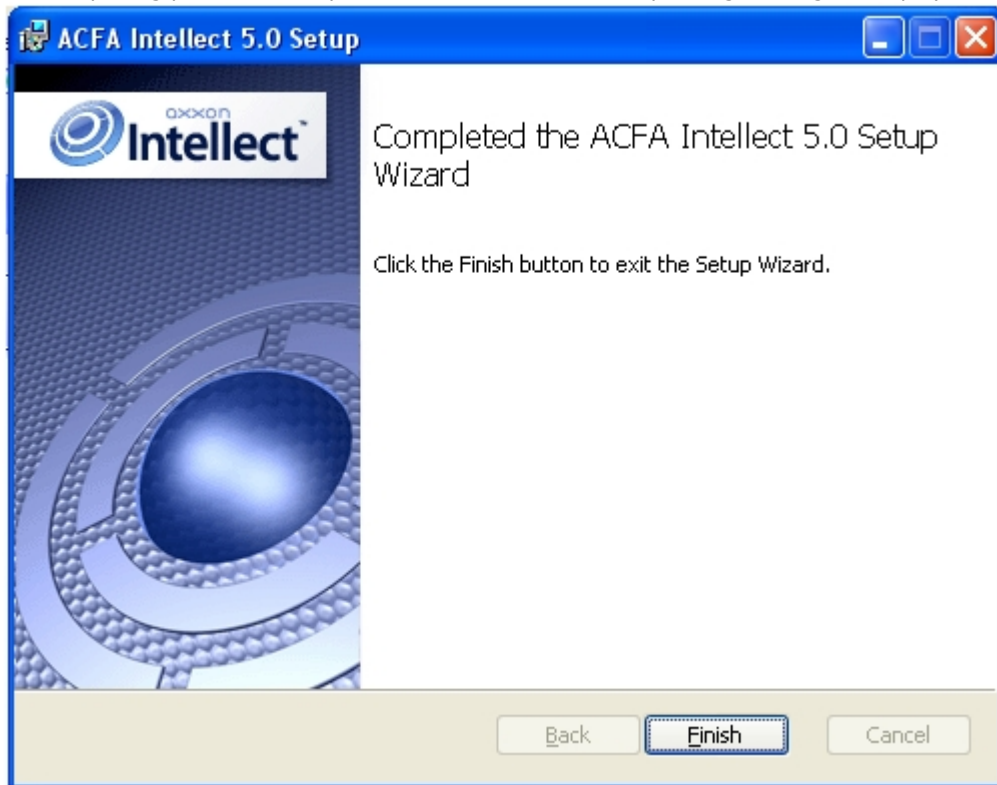 ACFA Intellect 5.0 Setup
axxon
Intellect™
Completed the ACFA Intellect 5.0 Setup
Wizard
Click the Finish button to exit the Setup Wizard.
Back
Finish
Cancel